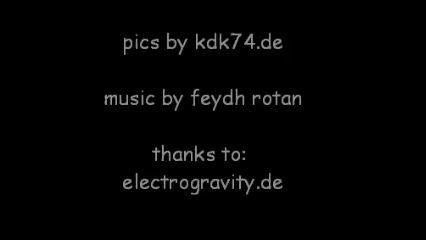 pics by kdk74.de
music by feydh rotan
thanks to:
electrogravity.de